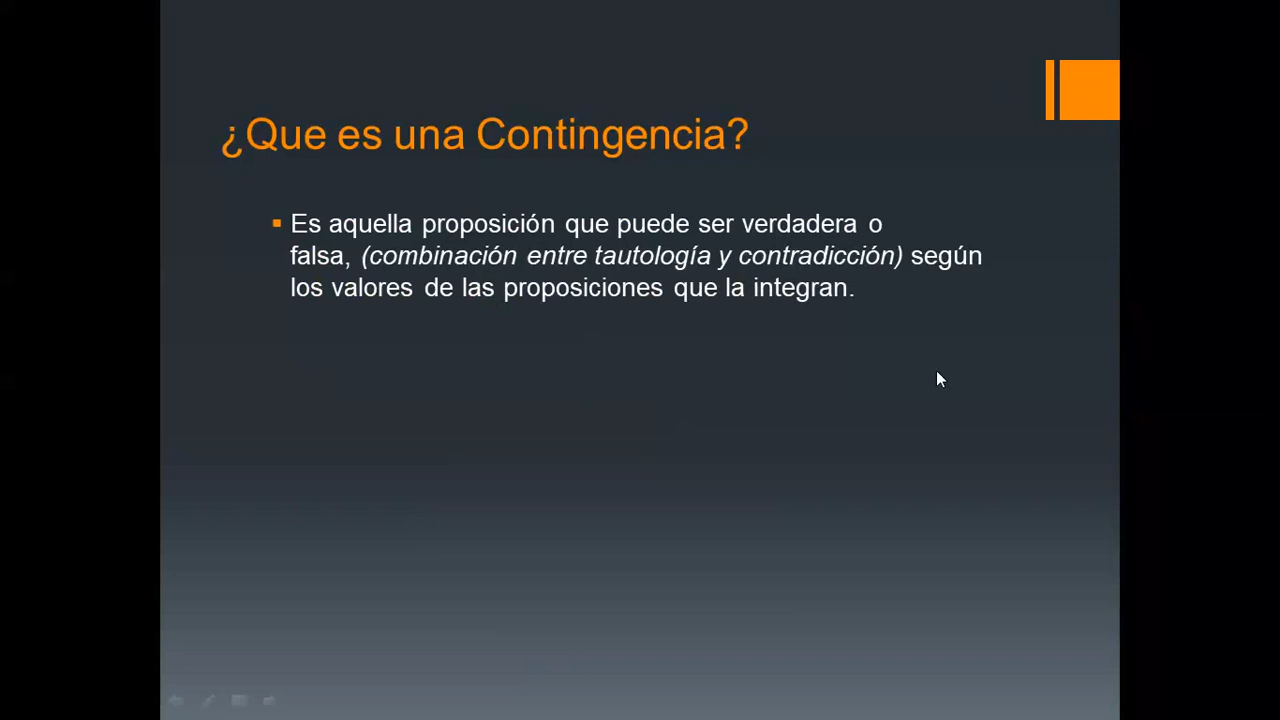 ¿Que es una Contingencia?
Es aquella proposición que puede ser verdadera o
falsa, (combinación entre tautología y contradicción) según
los valores de las proposiciones que la integran.